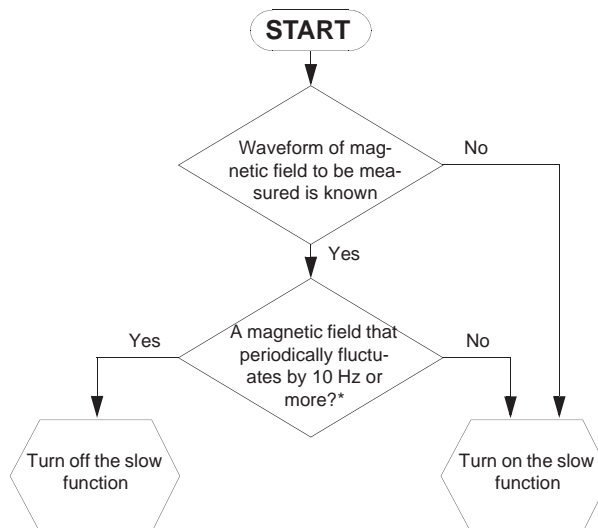 START
Waveform of mag-
netic field to be mea-
sured is known
No
Yes
A magnetic field that
periodically fluctu-
ates by 10 Hz or
more?*
Yes
No
Turn off the slow
function
Turn on the slow
function